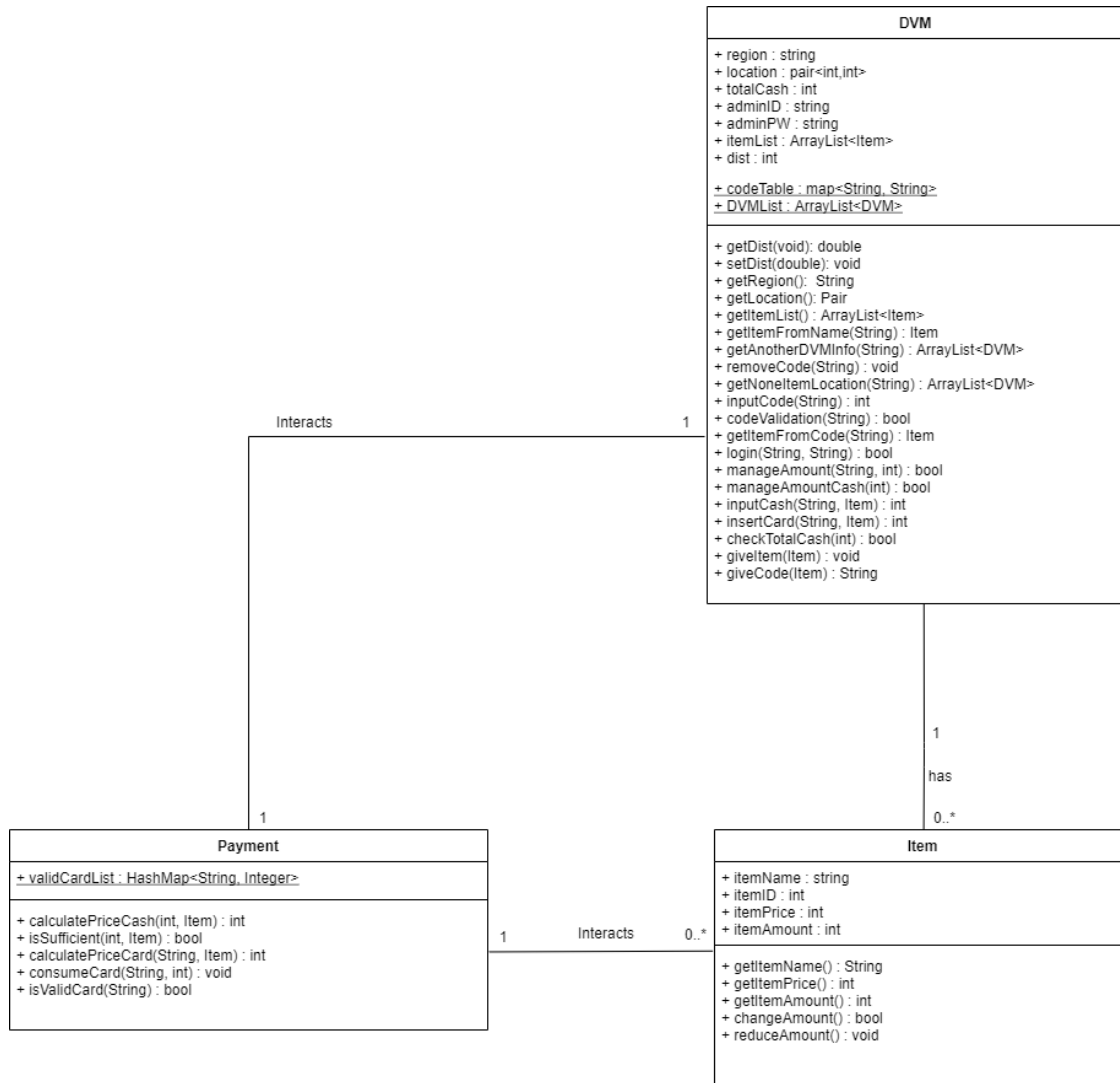 DVM
+ region : string
+ location : pair<int,int>
+ totalCash : int
+ adminID : string
+ adminPW : string
+ itemList : ArrayList<Item>
+ dist : int
+ codeTable : map<String, String>
+ DVMList : ArrayList<DVM>
+ getDist(void): double
+ setDist(double): void
+ getRegion(): String
+ getLocation(): Pair
+ getItemList() : ArrayList<Item>
+ getItemFromName(String) : Item
+ getAnotherDVMInfo(String) : ArrayList<DVM>
+ removeCode(String) : void
+ getNoneItemLocation(String) : ArrayList<DVM>
+ inputCode(String) : int
+ codeValidation(String) : bool
+ getItemFromCode(String) : Item
+ login(String, String) : bool
+ manageAmount(String, int) : bool
+ manageAmountCash(int) : bool
+ inputCash(String, Item) : int
+ insertCard(String, Item) : int
+ checkTotalCash(int) : bool
+ giveItem(Item) : void
+ giveCode(Item) : String
Interacts
1
1
1
has
0..*
Payment
+ validCardList : HashMap<String, Integer>
+ calculatePriceCash(int, Item) : int
+ isSufficient(int, Item) : bool
+ calculatePriceCard(String, Item) : int
+ consumeCard(String, int) : void
+ isValidCard(String) : bool
1
Interacts
0..*
Item
+ itemName : string
+ itemID : int
+ itemPrice : int
+ itemAmount : int
+ getItemName() : String
+ getItemPrice() : int
+ getItemAmount() : int
+ changeAmount() : bool
+ reduceAmount() : void